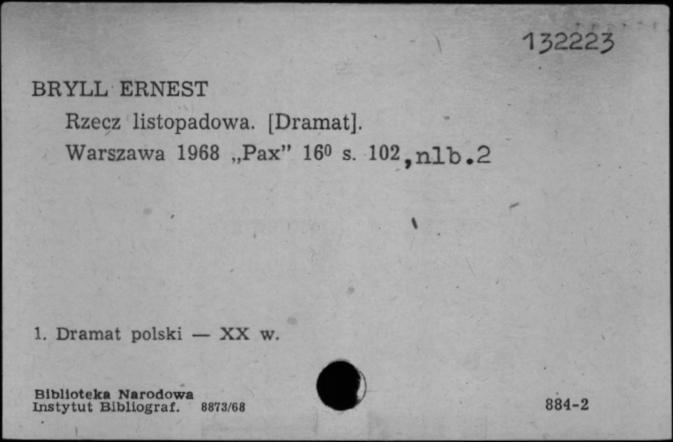 132223
BRYLL ERNEST
Rzecz listopadowa. [Dramat].
Warszawa 1968 „Pax” 16⁰ s. 102, nlb.2
1. Dramat polski — XX w.
Biblioteka Narodowa
Instytut Bibliograf. 8873/68
884-2